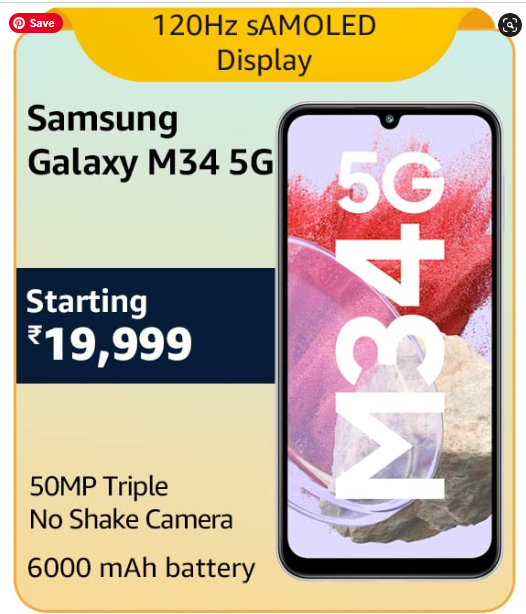 Save
120Hz sAMOLED
Display
Samsung
Galaxy M34 5G
Starting
₹19,999
50MP Triple
No Shake Camera
6000 mAh battery
5G
M34